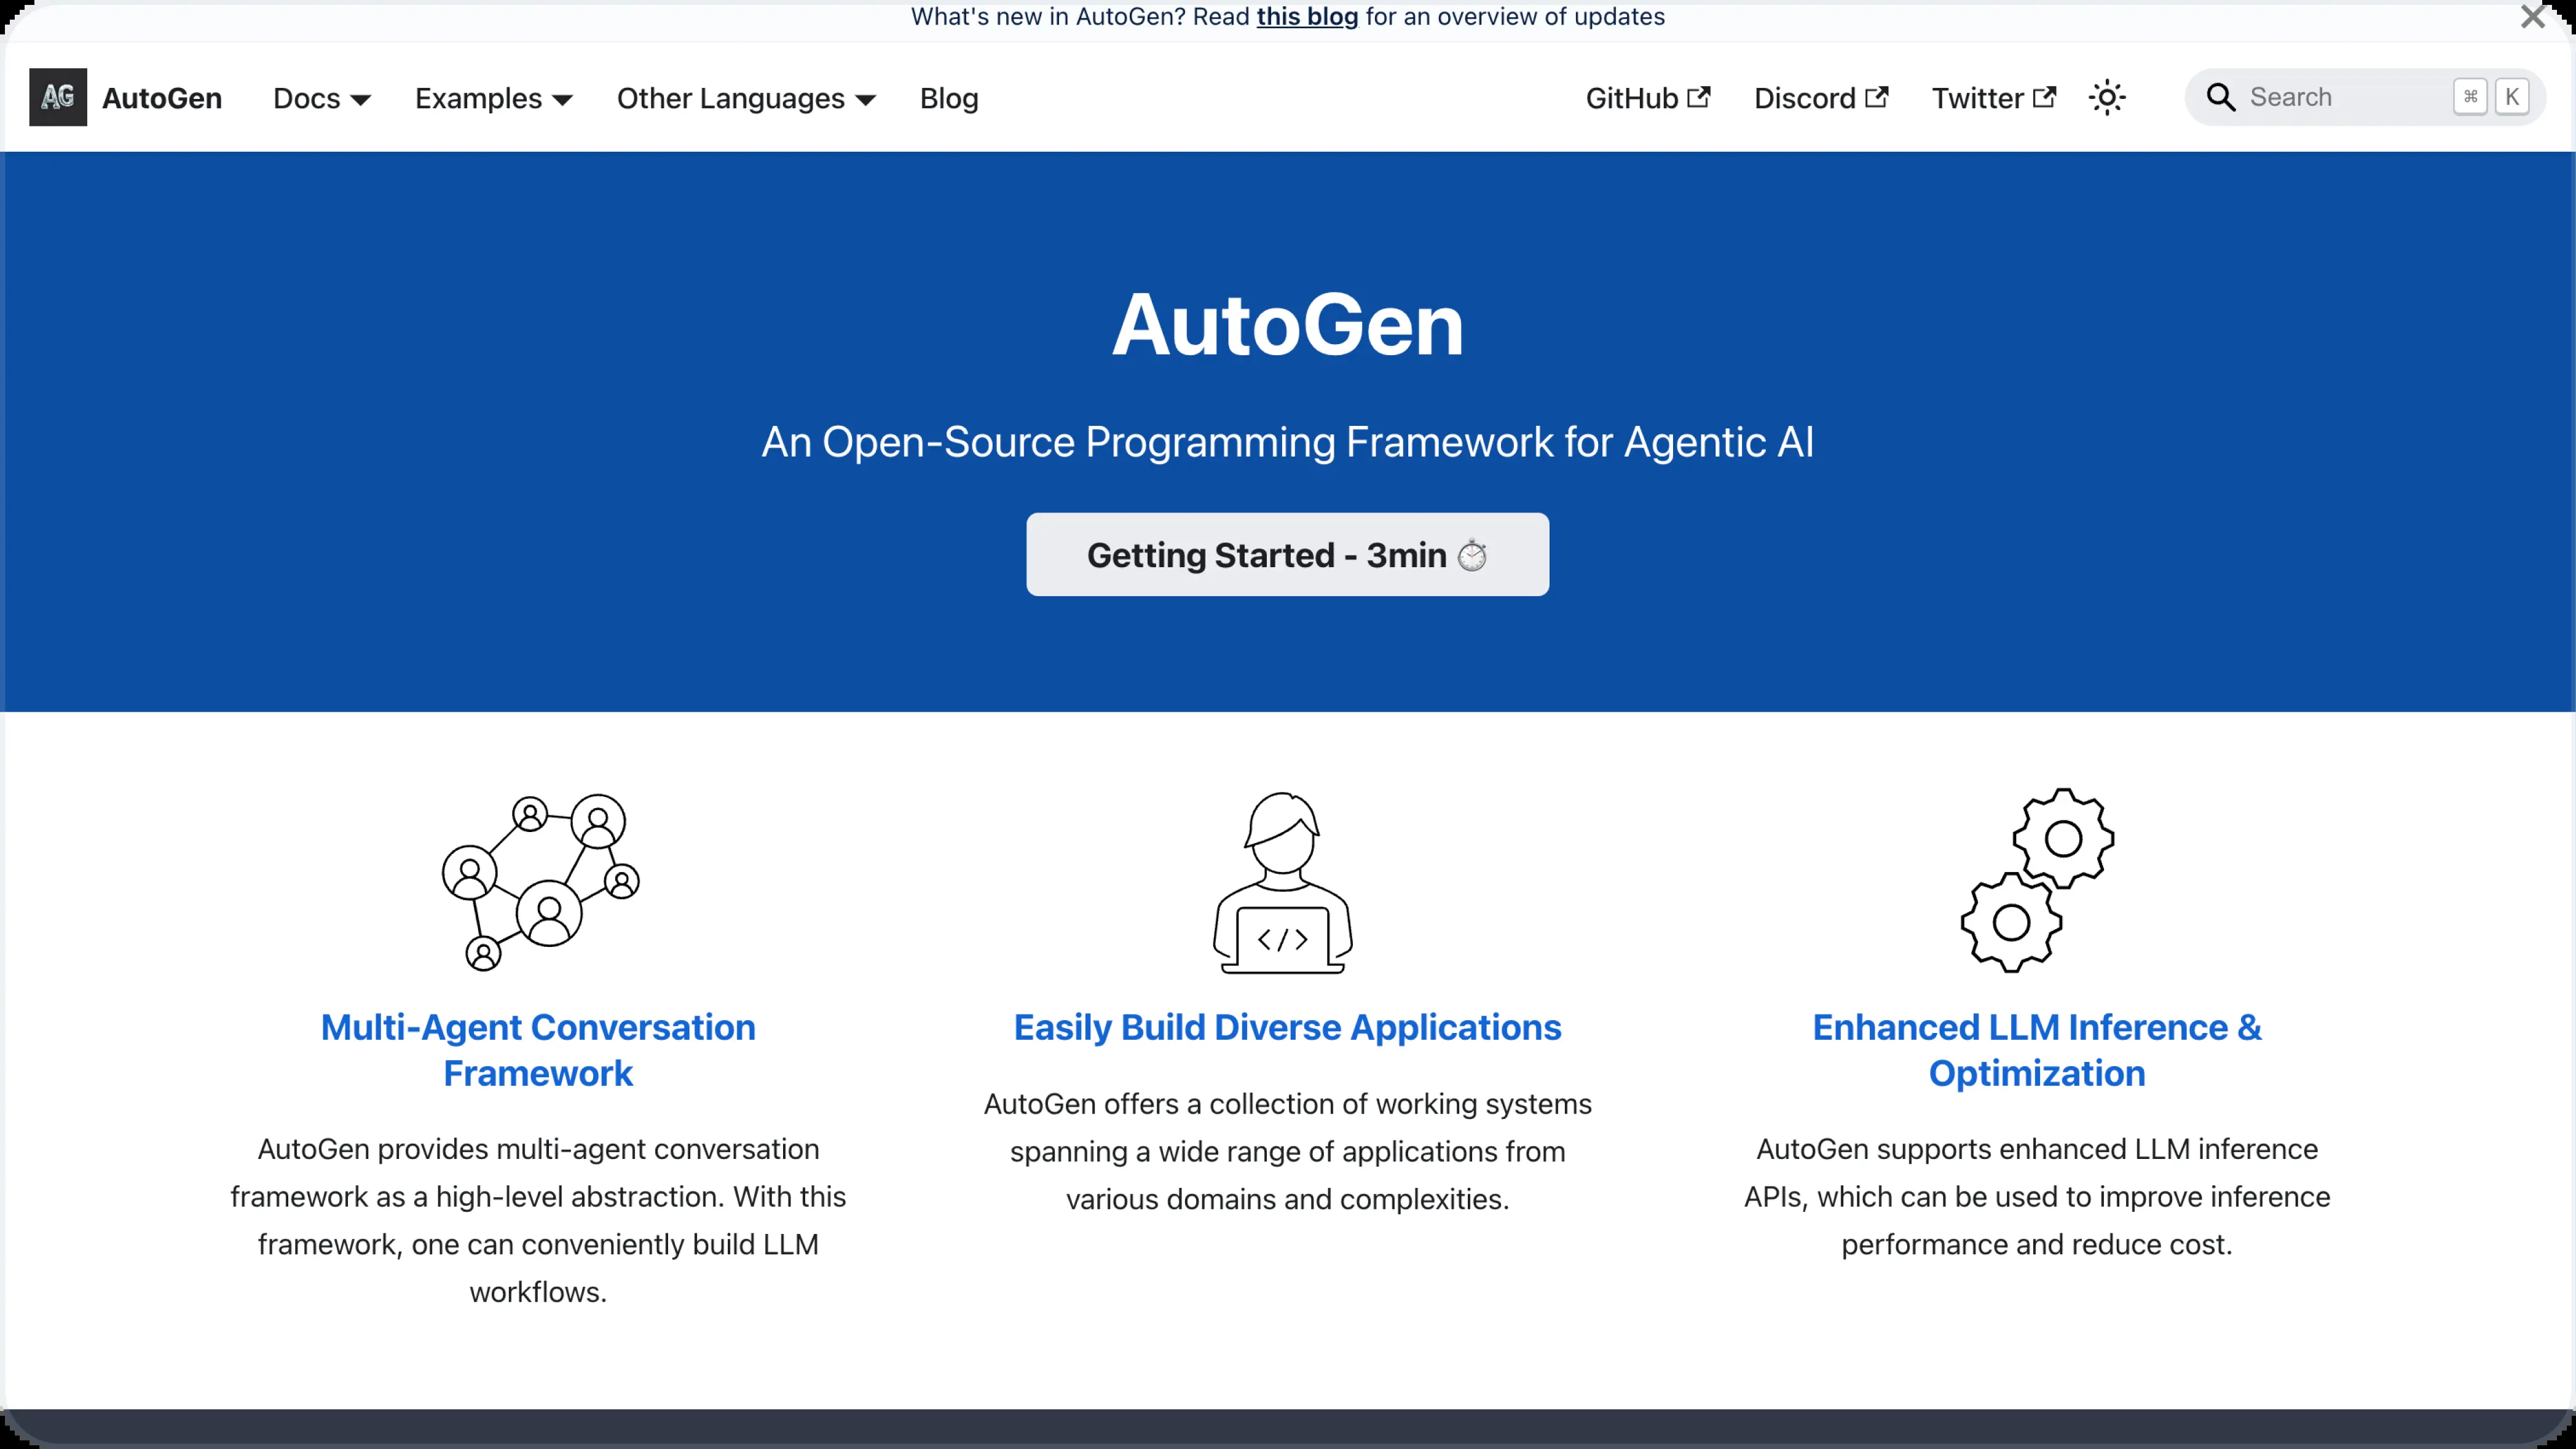 What's new in AutoGen? Read this blog for an overview of updates
AG AutoGen Docs Examples Other Languages Blog GitHub Discord Twitter Search ⌘ K
AutoGen
An Open-Source Programming Framework for Agentic AI
Getting Started - 3min ⏱
</>
Multi-Agent Conversation
Framework
AutoGen provides multi-agent conversation
framework as a high-level abstraction. With this
framework, one can conveniently build LLM
workflows.
Easily Build Diverse Applications
AutoGen offers a collection of working systems
spanning a wide range of applications from
various domains and complexities.
Enhanced LLM Inference &
Optimization
AutoGen supports enhanced LLM inference
APIs, which can be used to improve inference
performance and reduce cost.